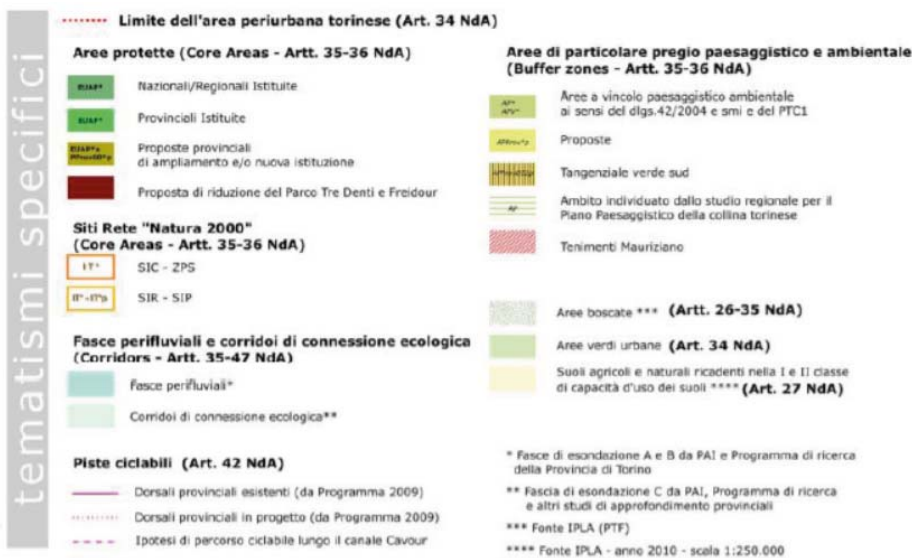 tematismi specifici
Limite dell'area periurbana torinese (Art. 34 NdA)
Aree protette (Core Areas - Artt. 35-36 NdA)
EUAP*
Nazionali/Regionali Istituite
EUAP*
Provinciali Istituite
Proposte provinciali
di ampliamento e/o nuova istituzione
Proposta di riduzione del Parco Tre Denti e Freidour
Siti Rete "Natura 2000"
(Core Areas - Artt. 35-36 NdA)
IT*
SIC - ZPS
IT*-IT*p
SIR - SIP
Fasce perifluviali e corridoi di connessione ecologica
(Corridors - Artt. 35-47 NdA)
Fasce perifluviali*
Corridoi di connessione ecologica**
Piste ciclabili (Art. 42 NdA)
Dorsali provinciali esistenti (da Programma 2009)
Dorsali provinciali in progetto (da Programma 2009)
Ipotesi di percorso ciclabile lungo il canale Cavour
Aree di particolare pregio paesaggistico e ambientale
(Buffer zones - Artt. 35-36 NdA)
AP*
APV*
Aree a vincolo paesaggistico ambientale
ai sensi del dlgs.42/2004 e smi e del PTC1
Proposte
Tangenziale verde sud
AP
Ambito individuato dallo studio regionale per il
Piano Paesaggistico della collina torinese
Tenimenti Mauriziano
Aree boscate *** (Artt. 26-35 NdA)
Aree verdi urbane (Art. 34 NdA)
Suoli agricoli e naturali ricadenti nella I e II classe
di capacità d'uso dei suoli **** (Art. 27 NdA)
* Fasce di esondazione A e B da PAI e Programma di ricerca
della Provincia di Torino
** Fascia di esondazione C da PAI, Programma di ricerca
e altri studi di approfondimento provinciali
*** Fonte IPLA (PTF)
**** Fonte IPLA - anno 2010 - scala 1:250.000